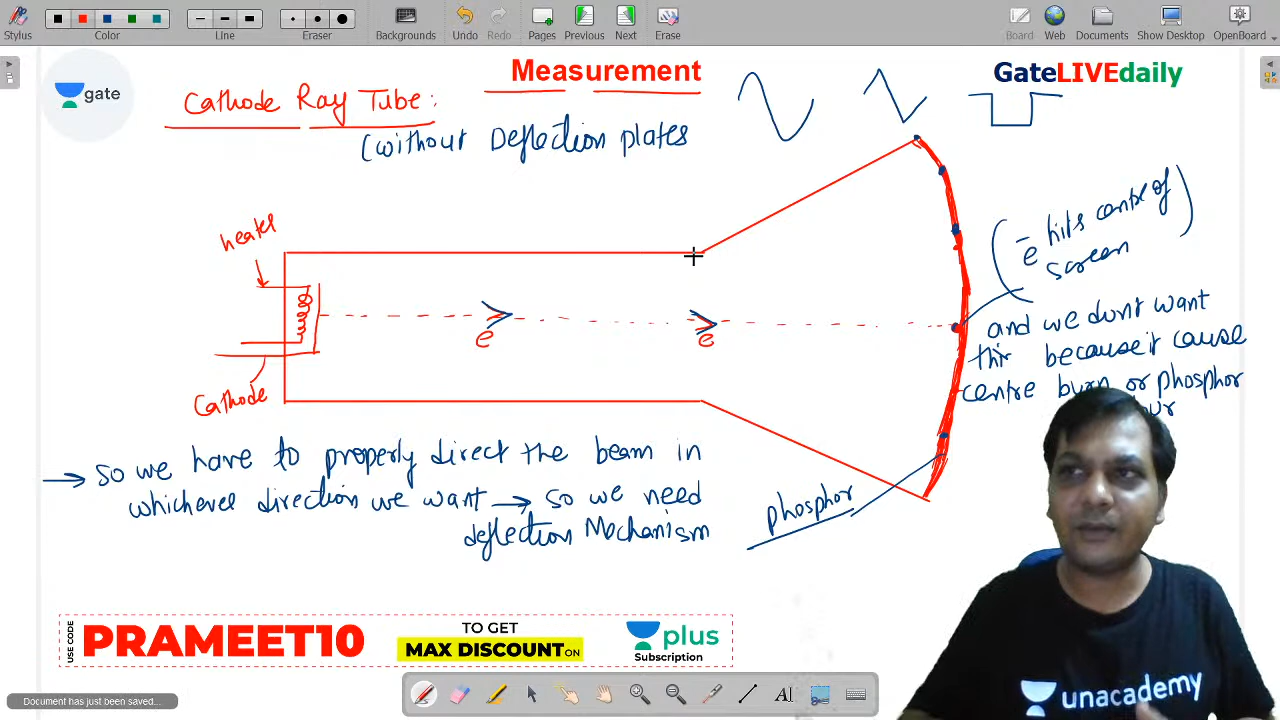 Stylus
Color
Line
Eraser
Backgrounds
Undo
Redo
Pages
Previous
Next
Erase
Board
Web
Documents
Show Desktop
OpenBoard
gate
Measurement
GateLIVEdaily
Cathode Ray Tube:
(without Deflection plates
heater
e
e
Cathode
(e hits centre of
screen)
and we dont want
this because it cause
centre burn or phosphor
→ So we have to properly direct the beam in
whichever direction we want → so we need
deflection Mechanism
phosphor
USE CODE
PRAMEET10
TO GET
MAX DISCOUNT ON
plus
Subscription
unacademy
Document has just been saved...